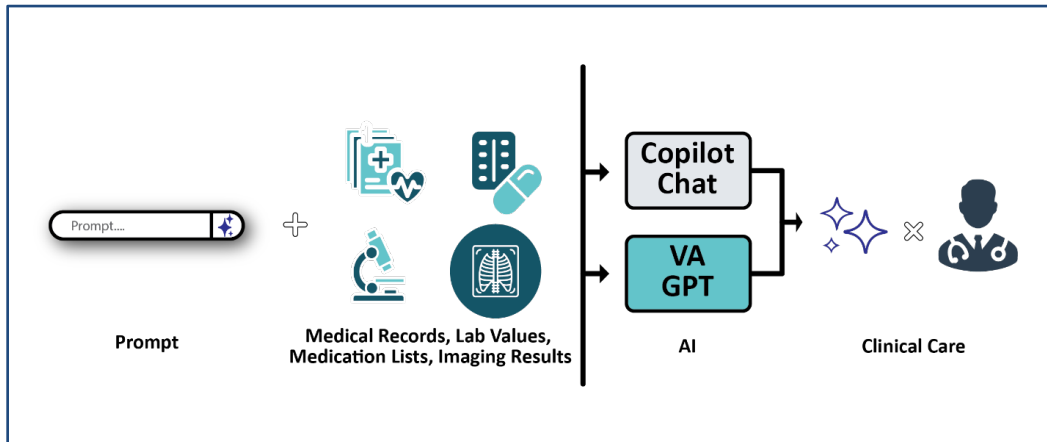 Prompt....
Copilot
Chat
VA
GPT
Prompt
Medical Records, Lab Values,
Medication Lists, Imaging Results
AI
Clinical Care